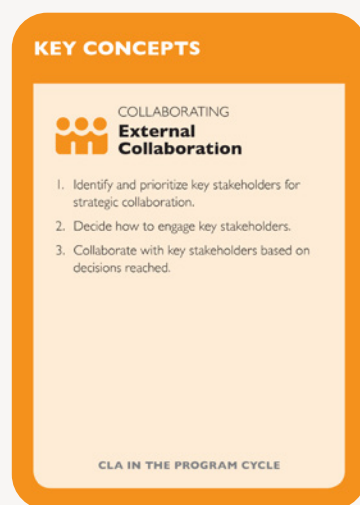 KEY CONCEPTS
COLLABORATING
External
Collaboration
1. Identify and prioritize key stakeholders for
strategic collaboration.
2. Decide how to engage key stakeholders.
3. Collaborate with key stakeholders based on
decisions reached.
CLA IN THE PROGRAM CYCLE